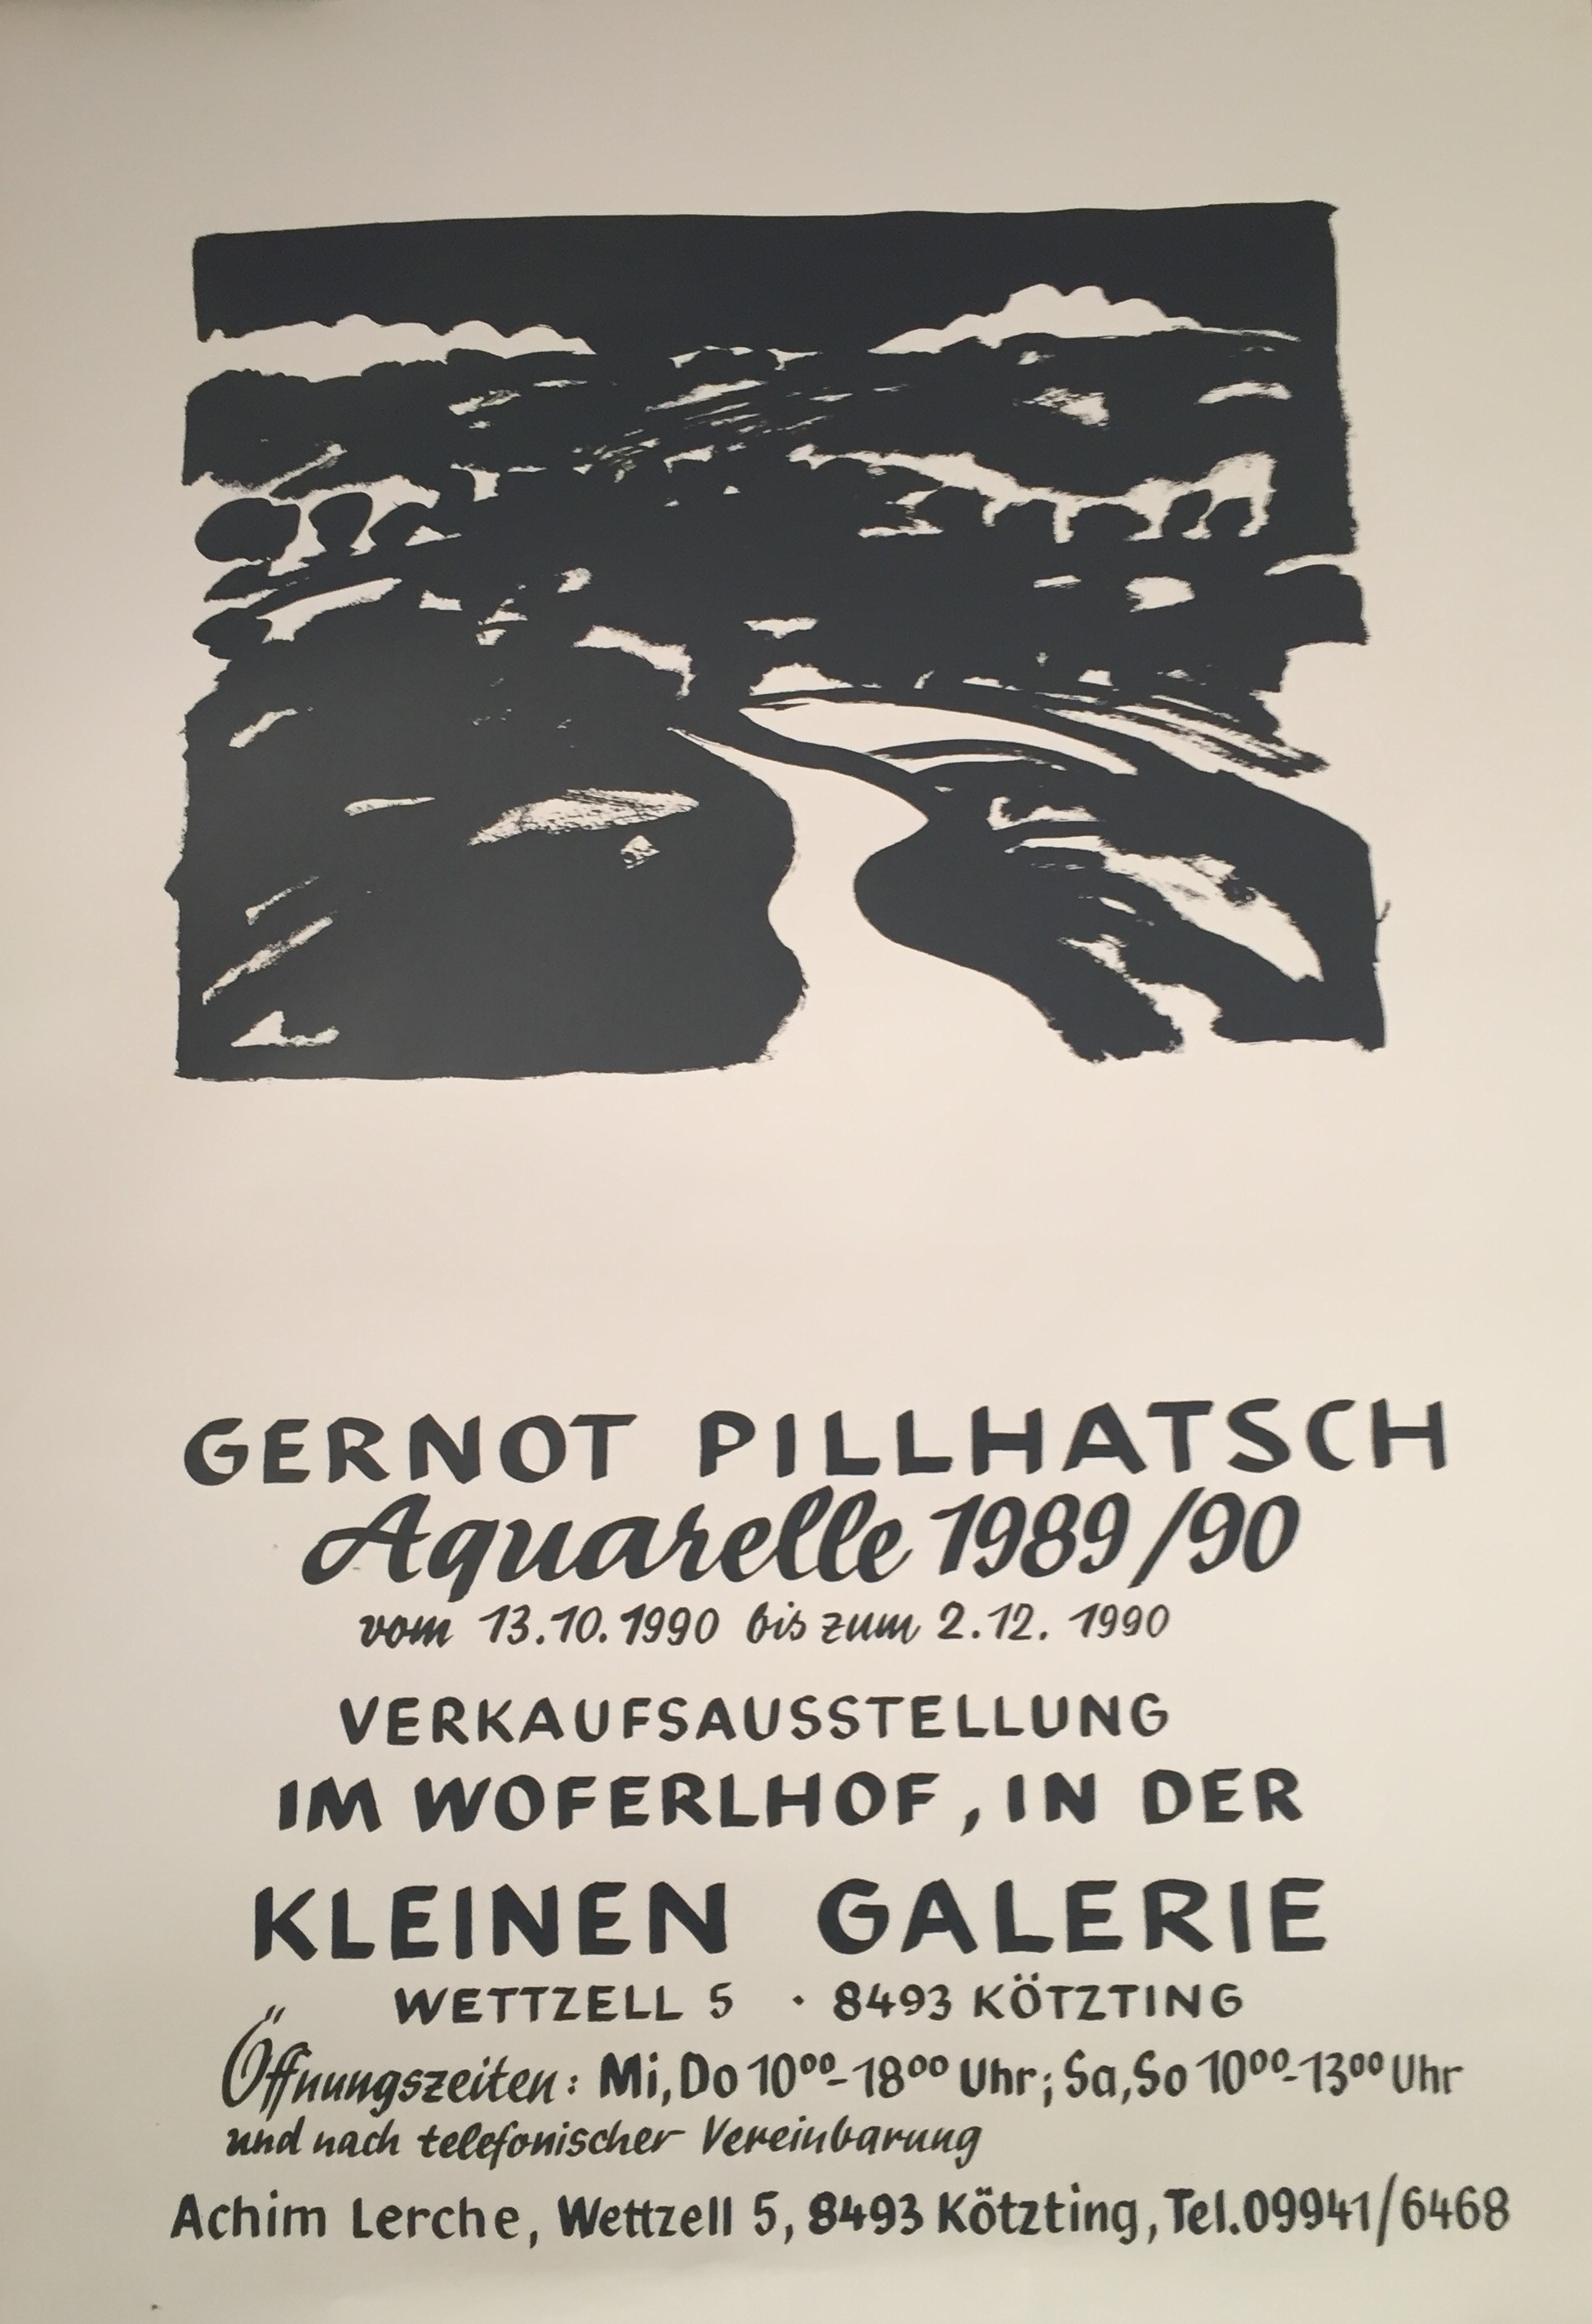 GERNOT PILLHATSCH
Aquarelle 1989/90
vom 13.10.1990 bis zum 2.12. 1990
VERKAUFSAUSSTELLUNG
IM WOFERLHOF, IN DER
KLEINEN GALERIE
WETTZELL 5 · 8493 KÖTZTING
Öffnungszeiten: Mi, Do 10⁰⁰-18⁰⁰ Uhr; Sa, So 10⁰⁰-13⁰⁰ Uhr
und nach telefonischer Vereinbarung
Achim Lerche, Wettzell 5, 8493 Kötzting, Tel. 09941/6468